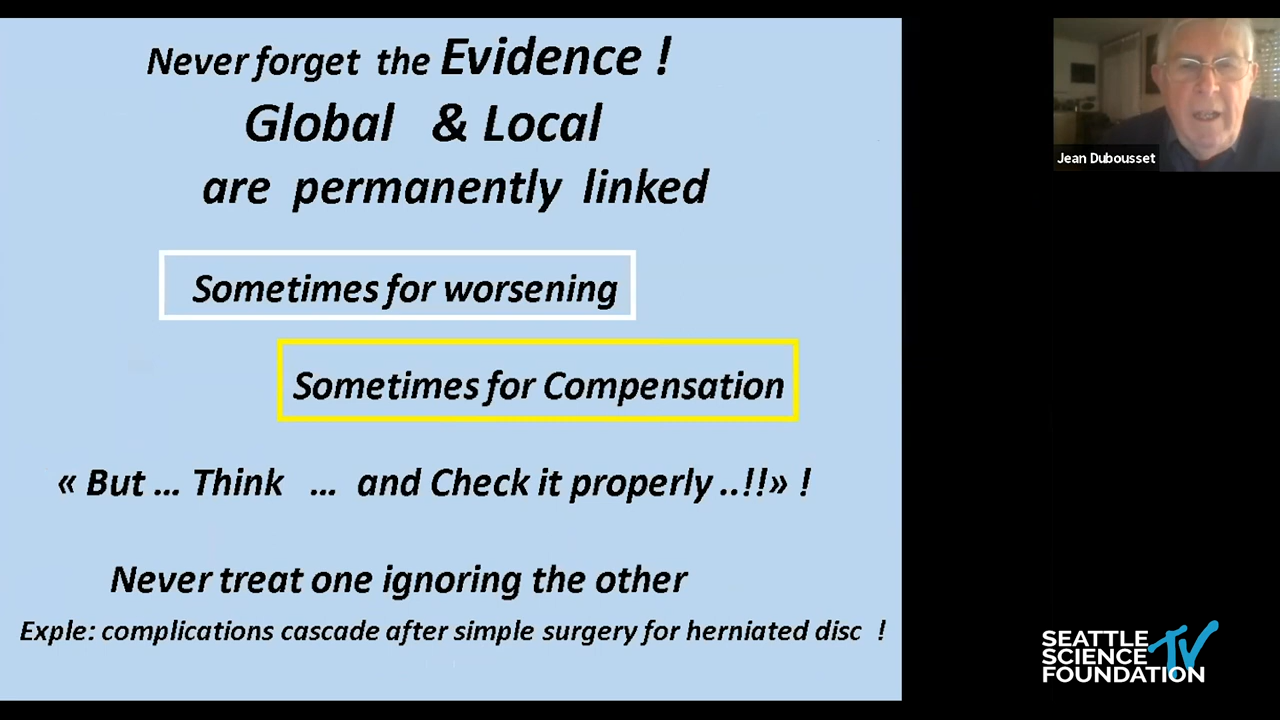 Never forget the Evidence !
Global & Local
are permanently linked
Sometimes for worsening
Sometimes for Compensation
« But ... Think ... and Check it properly ..!!» !
Never treat one ignoring the other
Exple: complications cascade after simple surgery for herniated disc !
Jean Dubousset
SEATTLE
SCIENCE TV
FOUNDATION